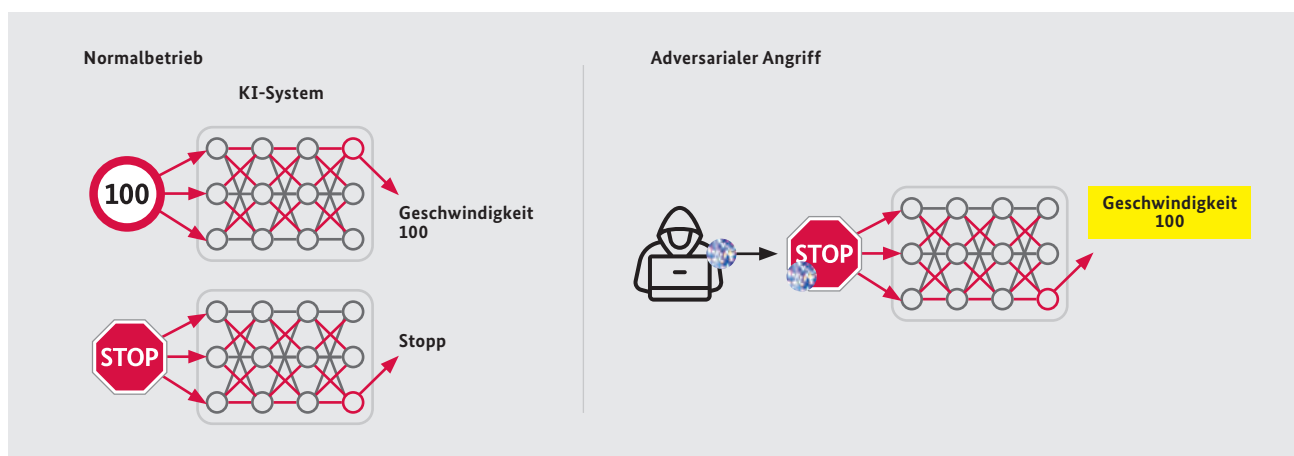 Normalbetrieb
KI-System
100
Geschwindigkeit
100
STOP
Stopp
Adversarialer Angriff
STOP
Geschwindigkeit
100